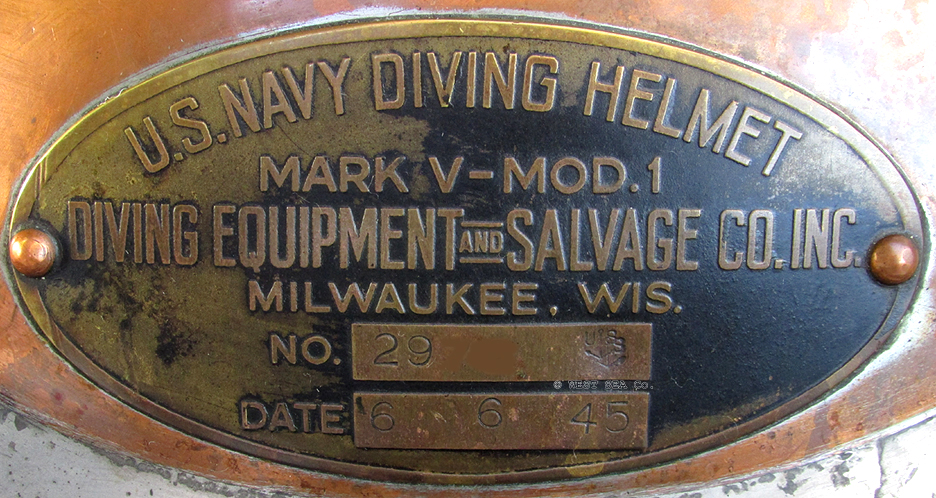 U.S. NAVY DIVING HELMET
MARK V-MOD. 1
DIVING EQUIPMENT AND SALVAGE CO. INC.
MILWAUKEE, WIS.
NO. 29 U.S.
© WEST SEA CO.
DATE 6 6 45